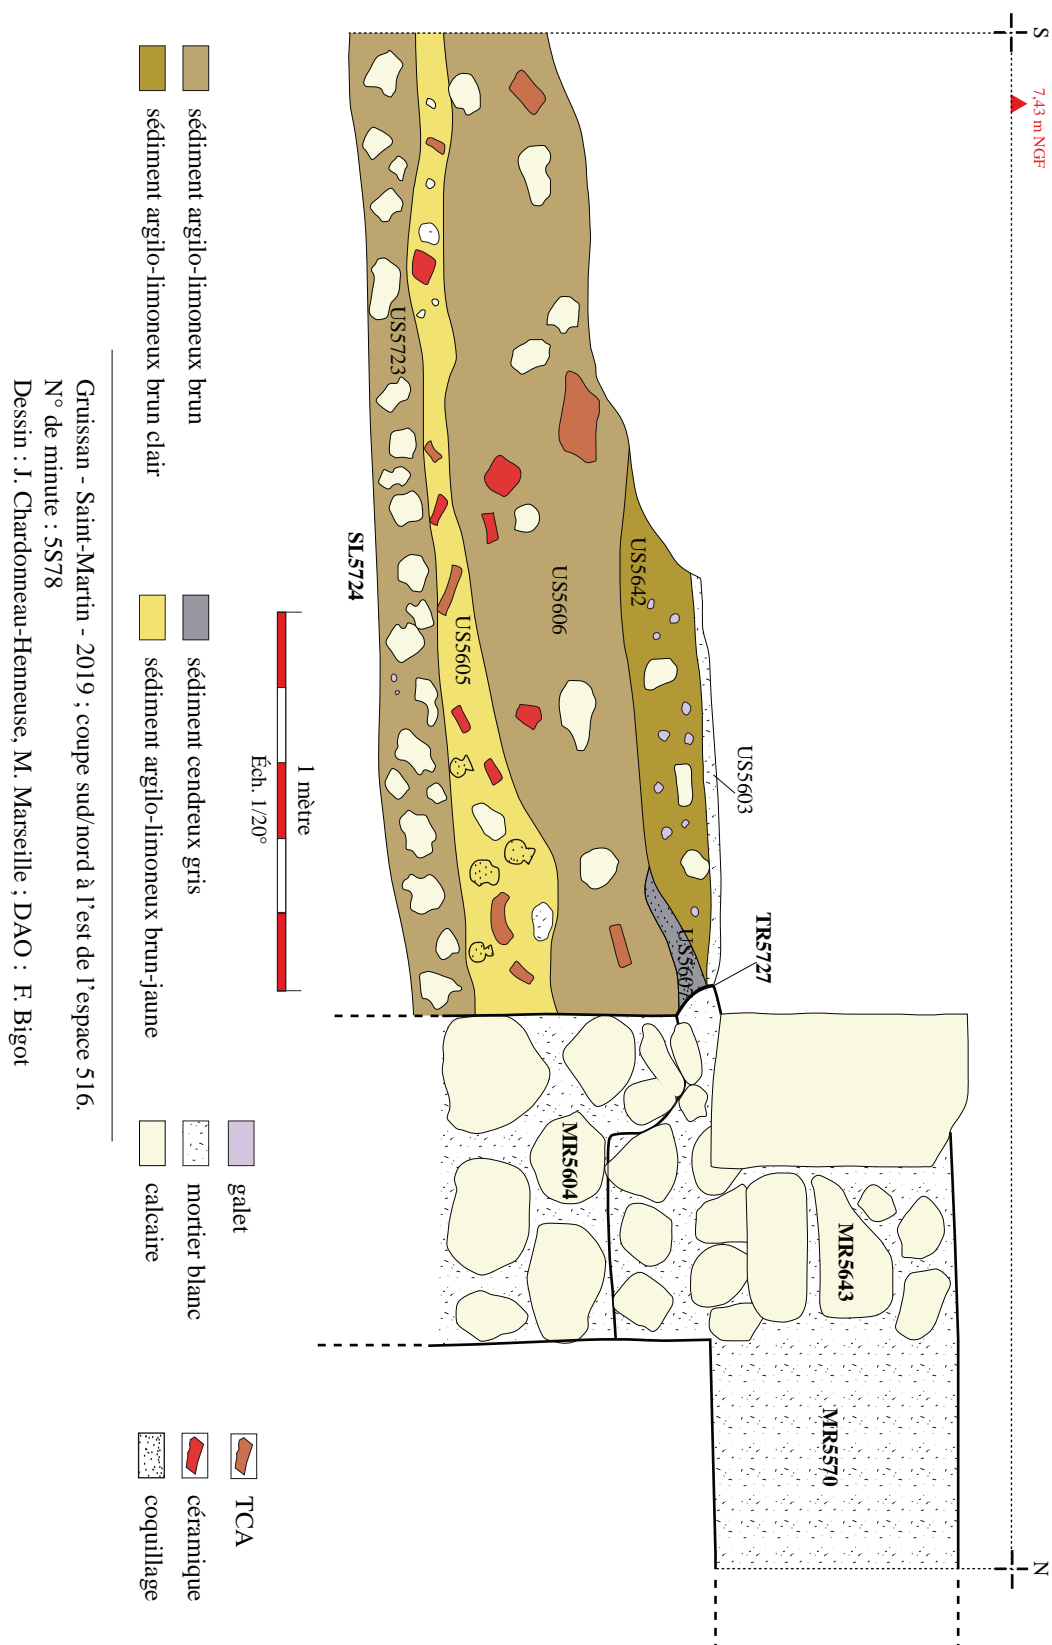 S
7,43 m NGF
N
US5603
TR5727
US5642
US5607
US5606
US5605
US5723
SL5724
MR5604
MR5643
MR5570
1 mètre
Éch. 1/20°
sédiment argilo-limoneux brun
sédiment argilo-limoneux brun clair
sédiment cendreux gris
sédiment argilo-limoneux brun-jaune
galet
mortier blanc
calcaire
TCA
céramique
coquillage
Gruissan - Saint-Martin - 2019 ; coupe sud/nord à l'est de l'espace 516.
N° de minute : 5S78
Dessin : J. Chardonneau-Henneuse, M. Marseille ; DAO : F. Bigot